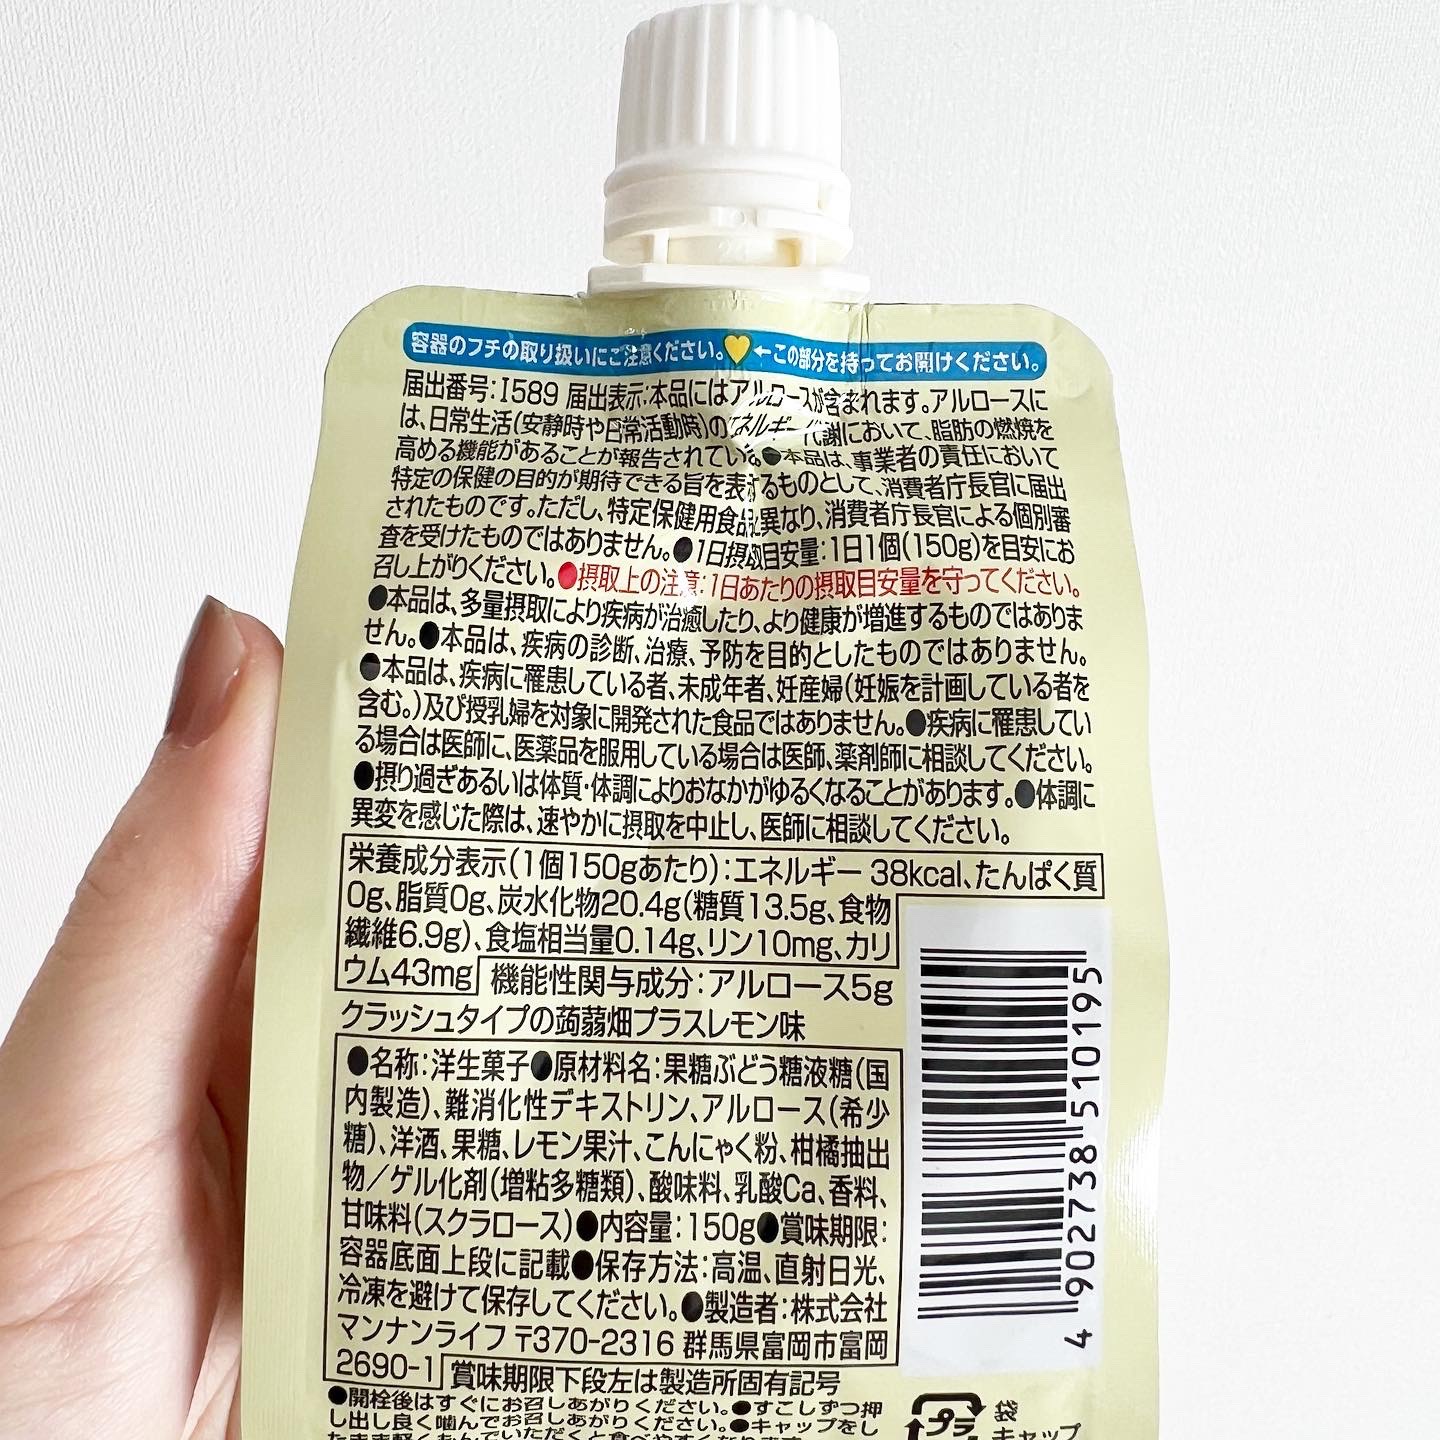 容器のフチの取り扱いにご注意ください。💛←この部分を持ってお開けください。
届出番号:I589 届出表示:本品にはアルロースが含まれます。アルロースに
は、日常生活(安静時や日常活動時)のエネルギー代謝において、脂肪の燃焼を
高める機能があることが報告されている。●本品は、事業者の責任において
特定の保健の目的が期待できる旨を表するものとして、消費者庁長官に届出
されたものです。ただし、特定保健用食品と異なり、消費者庁長官による個別審
査を受けたものではありません。●1日摂取目安量:1日1個(150g)を目安にお
召し上がりください。●摂取上の注意:1日あたりの摂取目安量を守ってください。
●本品は、多量摂取により疾病が治癒したり、より健康が増進するものではありま
せん。●本品は、疾病の診断、治療、予防を目的としたものではありません。
●本品は、疾病に罹患している者、未成年者、妊産婦(妊娠を計画している者を
含む。)及び授乳婦を対象に開発された食品ではありません。●疾病に罹患してい
る場合は医師に、医薬品を服用している場合は医師、薬剤師に相談してください。
●摂り過ぎあるいは体質・体調によりおなかがゆるくなることがあります。●体調に
異変を感じた際は、速やかに摂取を中止し、医師に相談してください。
栄養成分表示(1個150gあたり):エネルギー 38kcal、たんぱく質
0g、脂質0g、炭水化物20.4g(糖質13.5g、食物
繊維6.9g)、食塩相当量0.14g、リン10mg、カリ
ウム43mg 機能性関与成分:アルロース5g
クラッシュタイプの蒟蒻畑プラスレモン味
●名称:洋生菓子●原材料名:果糖ぶどう糖液糖(国
内製造)、難消化性デキストリン、アルロース(希少
糖)、洋酒、果糖、レモン果汁、こんにゃく粉、柑橘抽出
物/ゲル化剤(増粘多糖類)、酸味料、乳酸Ca、香料、
甘味料(スクラロース)●内容量:150g●賞味期限:
容器底面上段に記載●保存方法:高温、直射日光、
冷凍を避けて保存してください。●製造者:株式会社
マンナンライフ 〒370-2316 群馬県富岡市富岡
2690-1 賞味期限下段左は製造所固有記号
●開栓後はすぐにお召しあがりください。●すこしずつ押
し出し良く噛んでお召しあがりください。●キャップをし
4902738510195
プラ
袋
キャップ